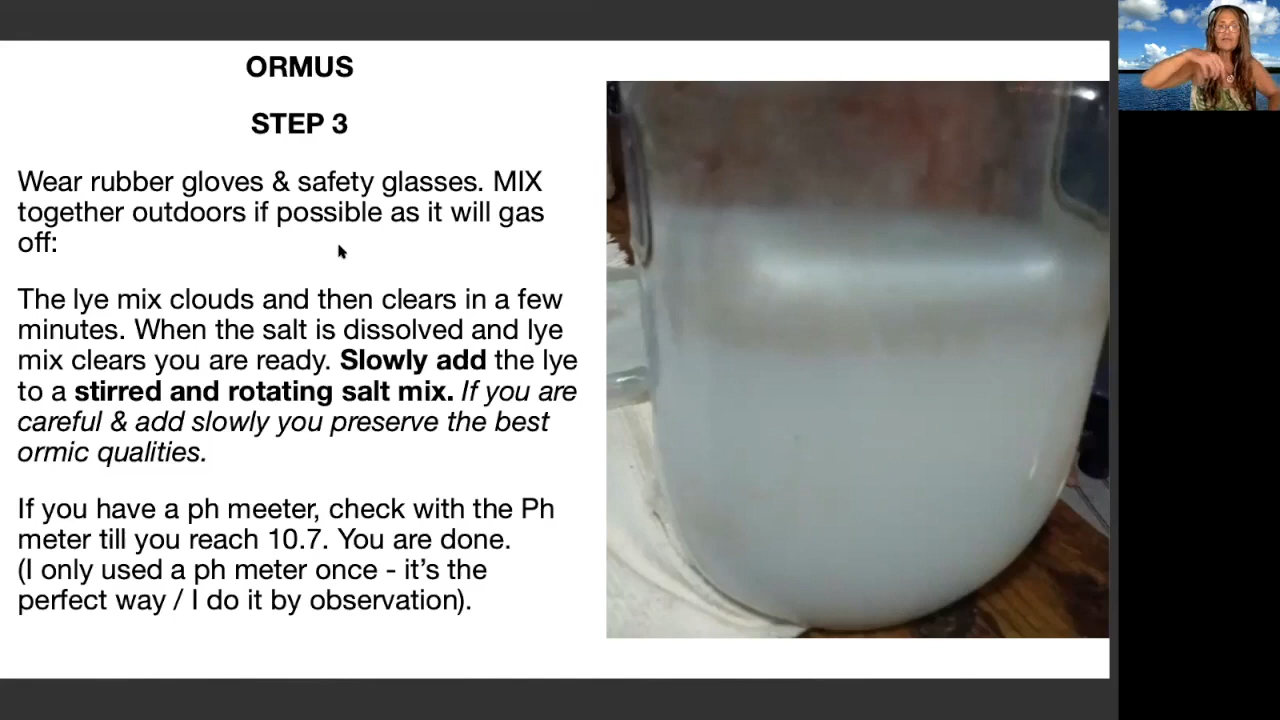 ORMUS
STEP 3
Wear rubber gloves & safety glasses. MIX
together outdoors if possible as it will gas
off:
The lye mix clouds and then clears in a few
minutes. When the salt is dissolved and lye
mix clears you are ready. Slowly add the lye
to a stirred and rotating salt mix. If you are
careful & add slowly you preserve the best
ormic qualities.
If you have a ph meeter, check with the Ph
meter till you reach 10.7. You are done.
(I only used a ph meter once - it’s the
perfect way / I do it by observation).